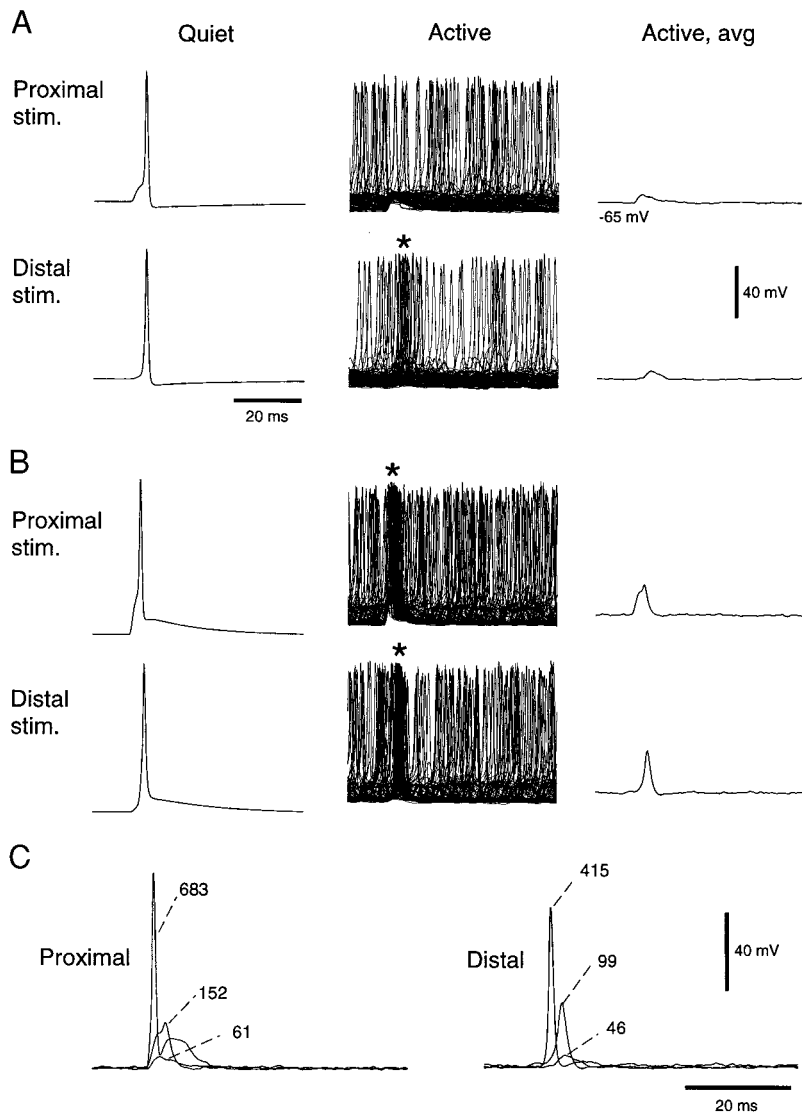 A
Quiet
Active
Active, avg
Proximal
stim.
-65 mV
Distal
stim.
*
40 mV
20 ms
B
Proximal
stim.
*
Distal
stim.
*
C
Proximal
683
152
61
Distal
415
99
46
40 mV
20 ms